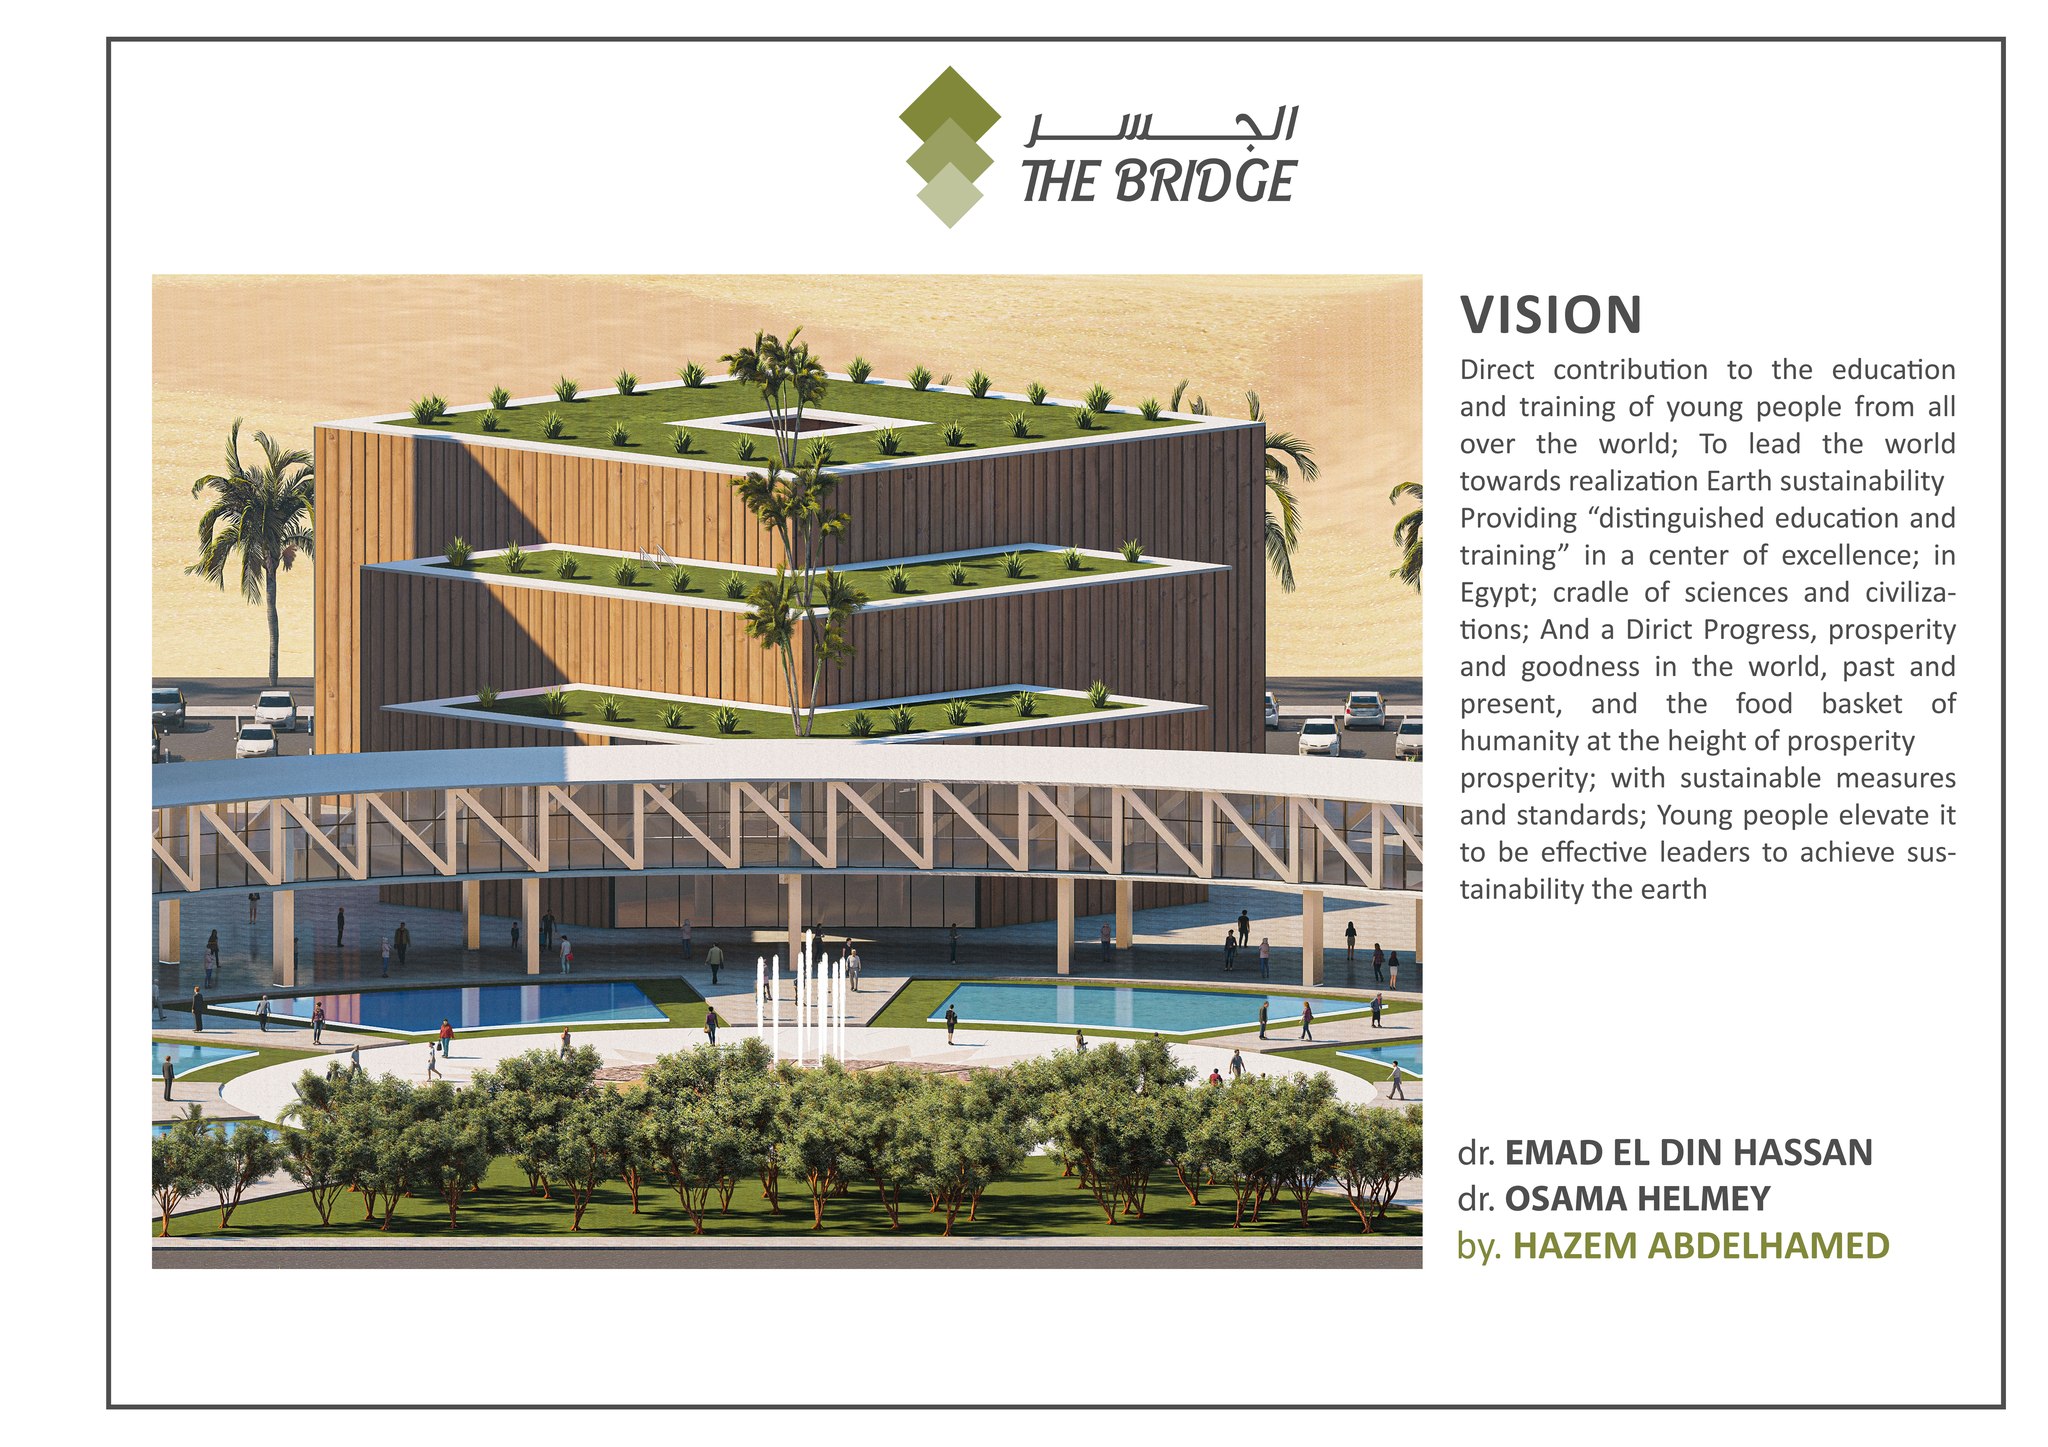 الجسر
THE BRIDGE
VISION
Direct contribution to the education
and training of young people from all
over the world; To lead the world
towards realization Earth sustainability
Providing “distinguished education and
training” in a center of excellence; in
Egypt; cradle of sciences and civiliza-
tions; And a Dirict Progress, prosperity
and goodness in the world, past and
present, and the food basket of
humanity at the height of prosperity
prosperity; with sustainable measures
and standards; Young people elevate it
to be effective leaders to achieve sus-
tainability the earth
dr. EMAD EL DIN HASSAN
dr. OSAMA HELMEY
by. HAZEM ABDELHAMED